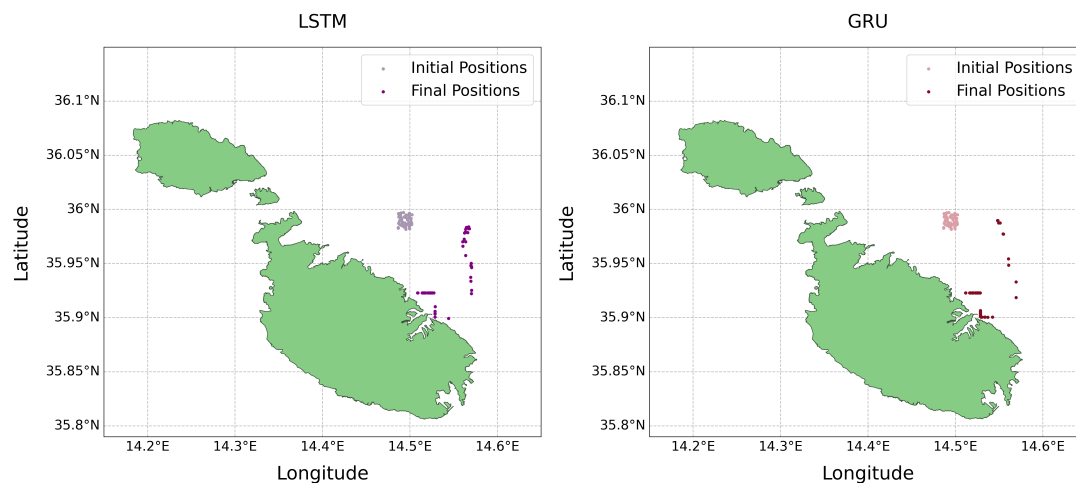 LSTM
Initial Positions
Final Positions
36.1°N
36.05°N
36°N
35.95°N
35.9°N
35.85°N
35.8°N
14.2°E
14.3°E
14.4°E
14.5°E
14.6°E
Longitude
Latitude
GRU
Initial Positions
Final Positions
36.1°N
36.05°N
36°N
35.95°N
35.9°N
35.85°N
35.8°N
14.2°E
14.3°E
14.4°E
14.5°E
14.6°E
Longitude
Latitude